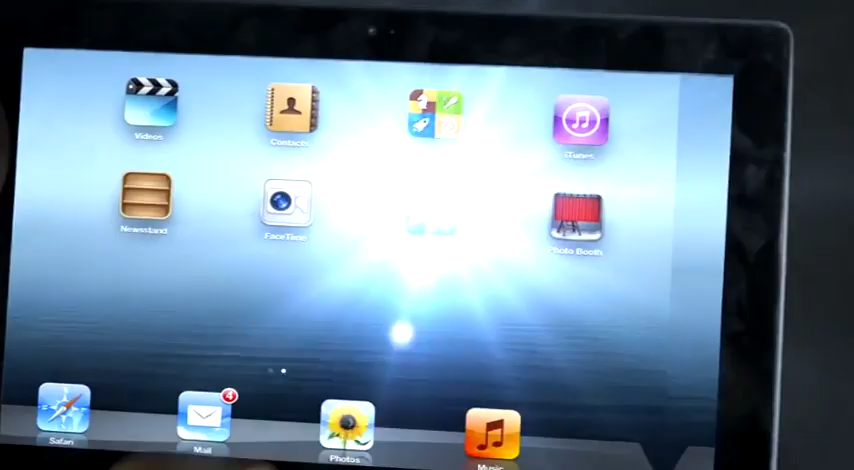 Videos
Contacts
iTunes
Newsstand
FaceTime
Photo Booth
4
Safari
Mail
Photos
Music